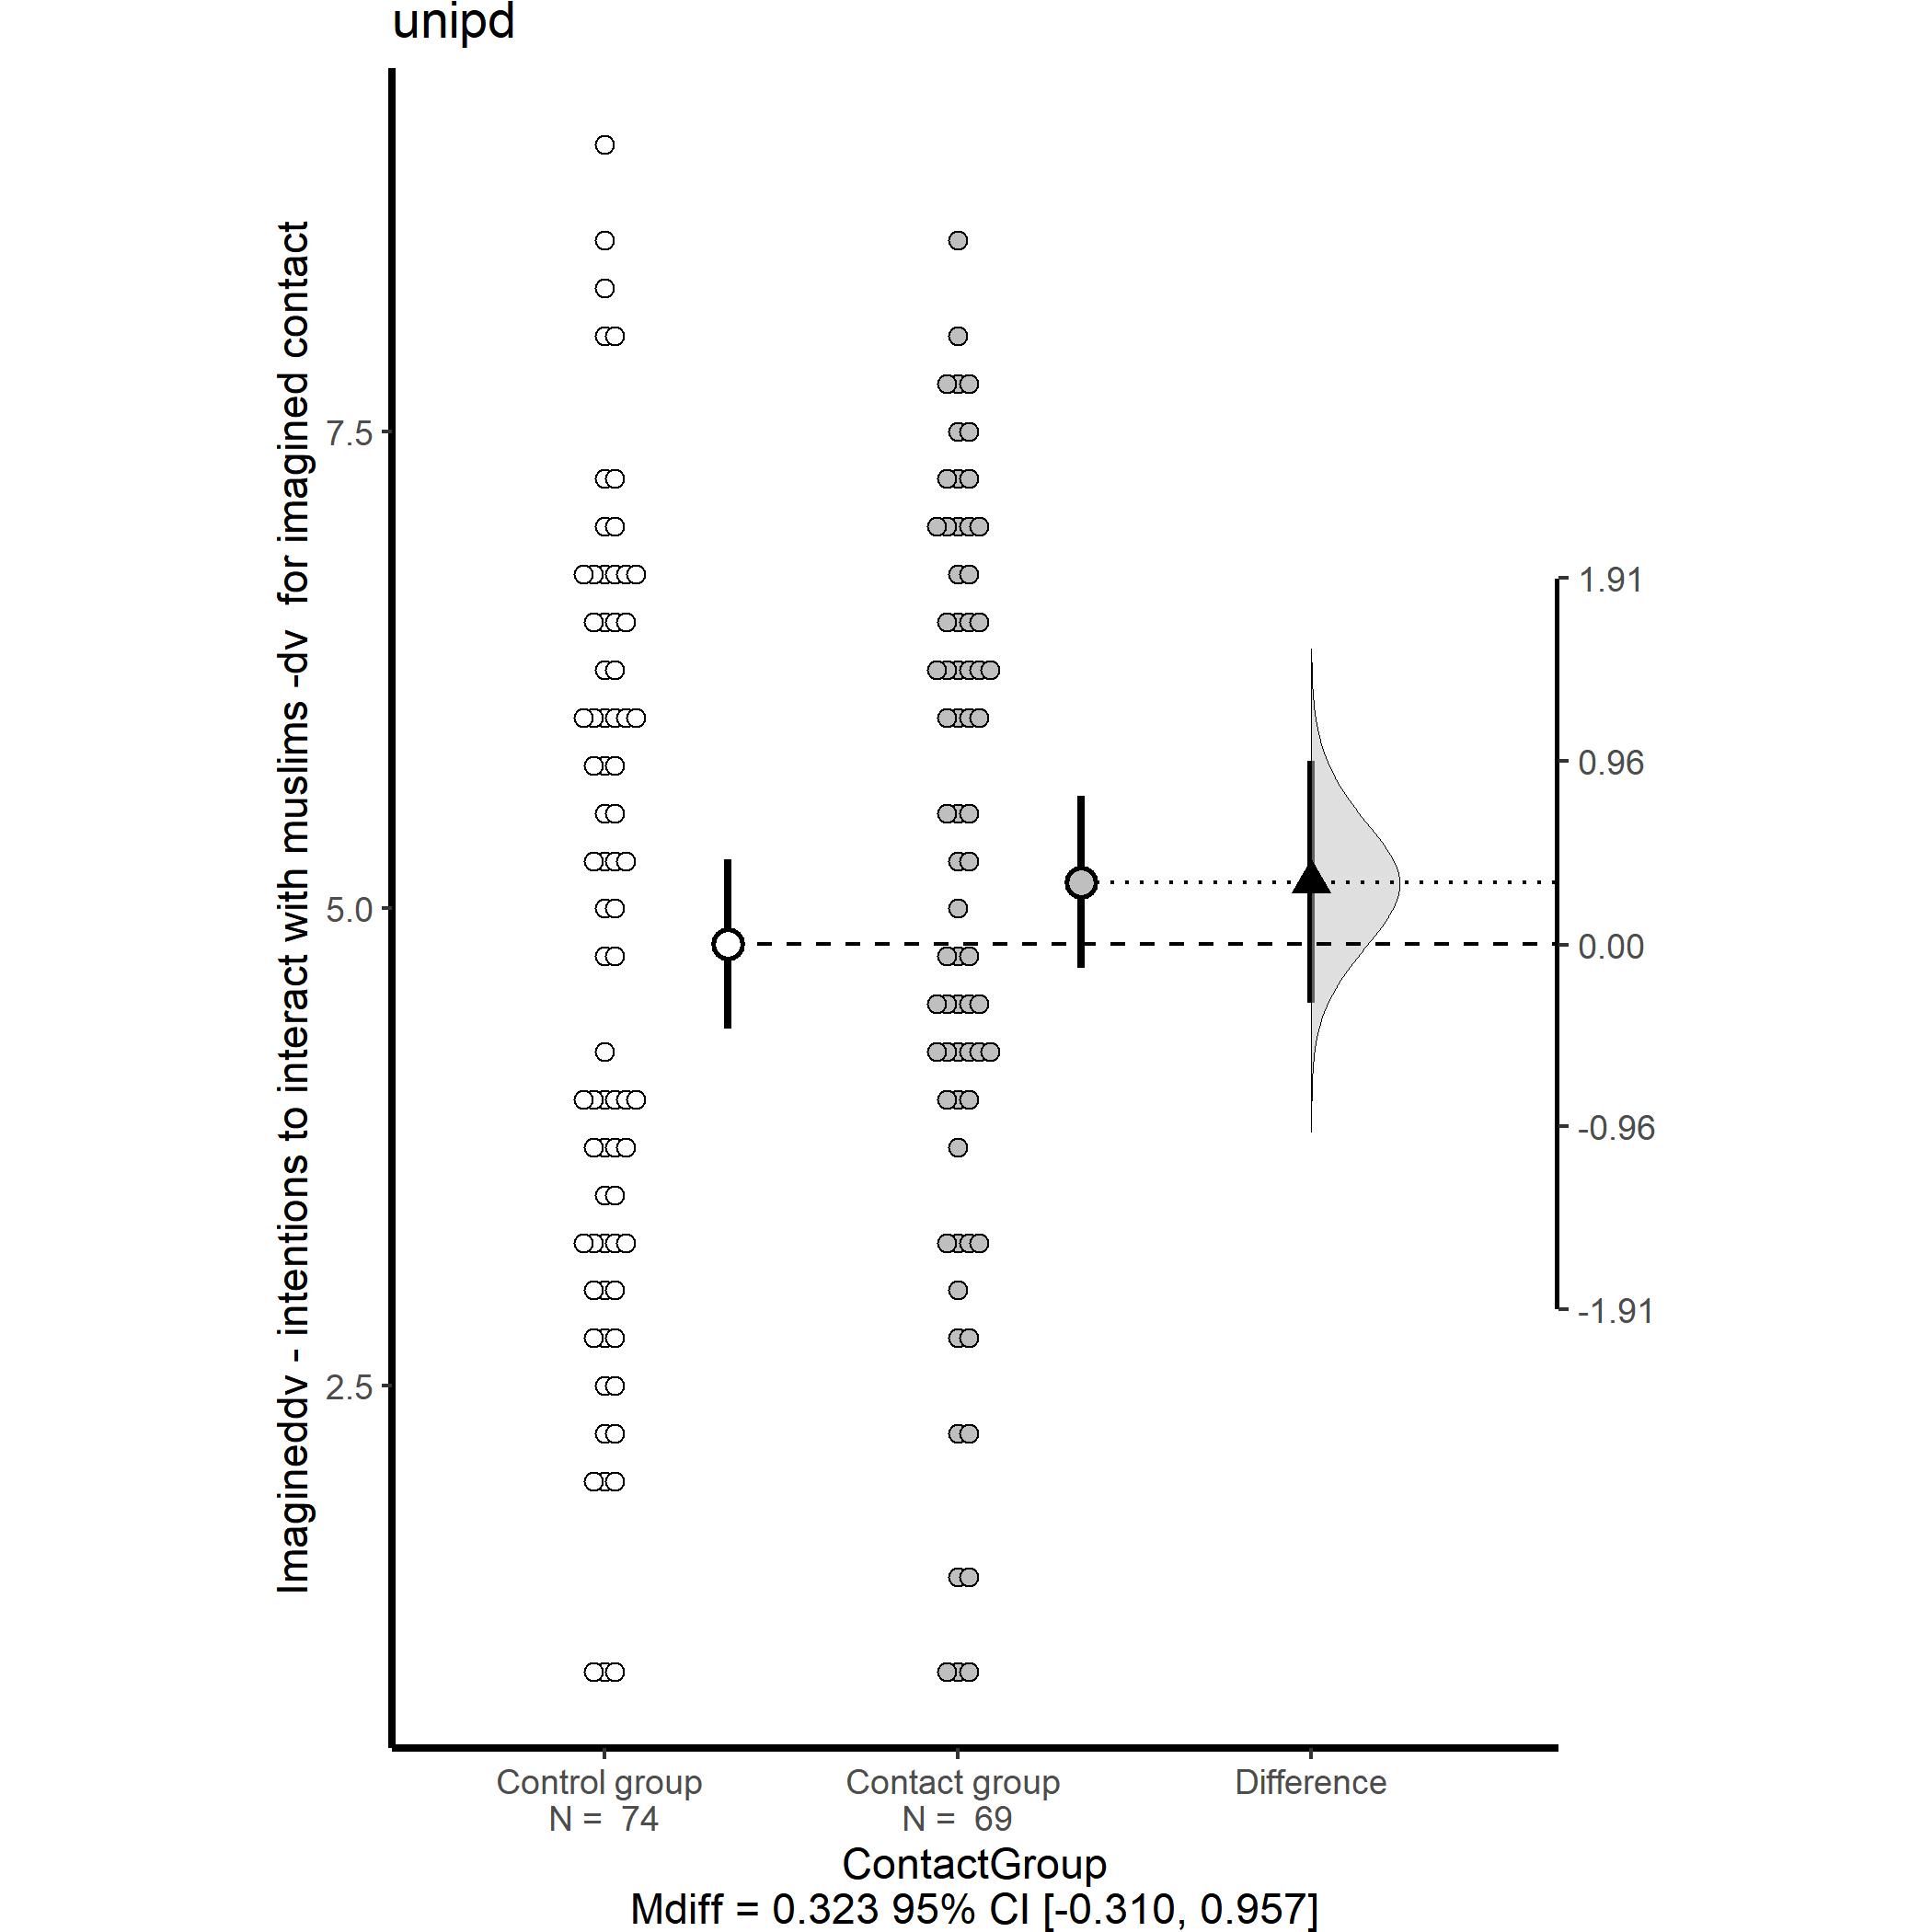 unipd
Imagineddv - intentions to interact with muslims -dv  for imagined contact
7.5
5.0
2.5
1.91
0.96
0.00
-0.96
-1.91
Control group
N =  74
Contact group
N =  69
Difference
ContactGroup
Mdiff = 0.323 95% CI [-0.310, 0.957]